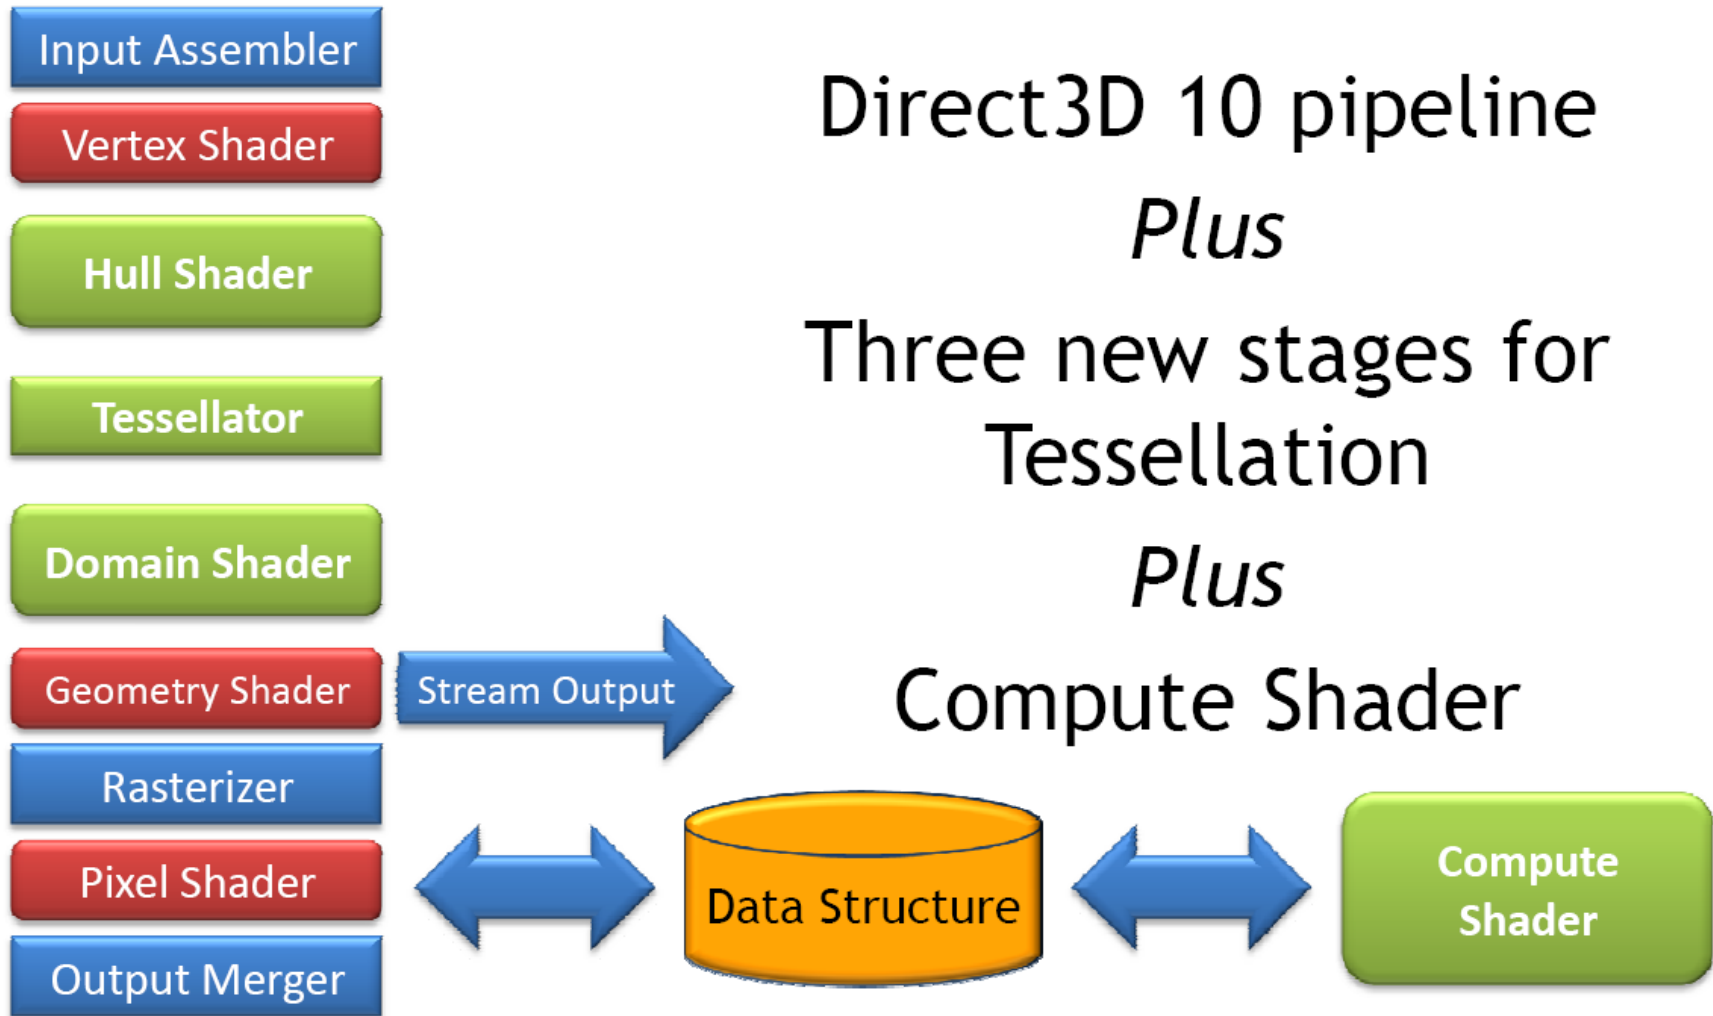 Input Assembler
Vertex Shader
Hull Shader
Tessellator
Domain Shader
Geometry Shader
Rasterizer
Pixel Shader
Output Merger
Stream Output
Direct3D 10 pipeline
Plus
Three new stages for
Tessellation
Plus
Compute Shader
Data Structure
Compute
Shader